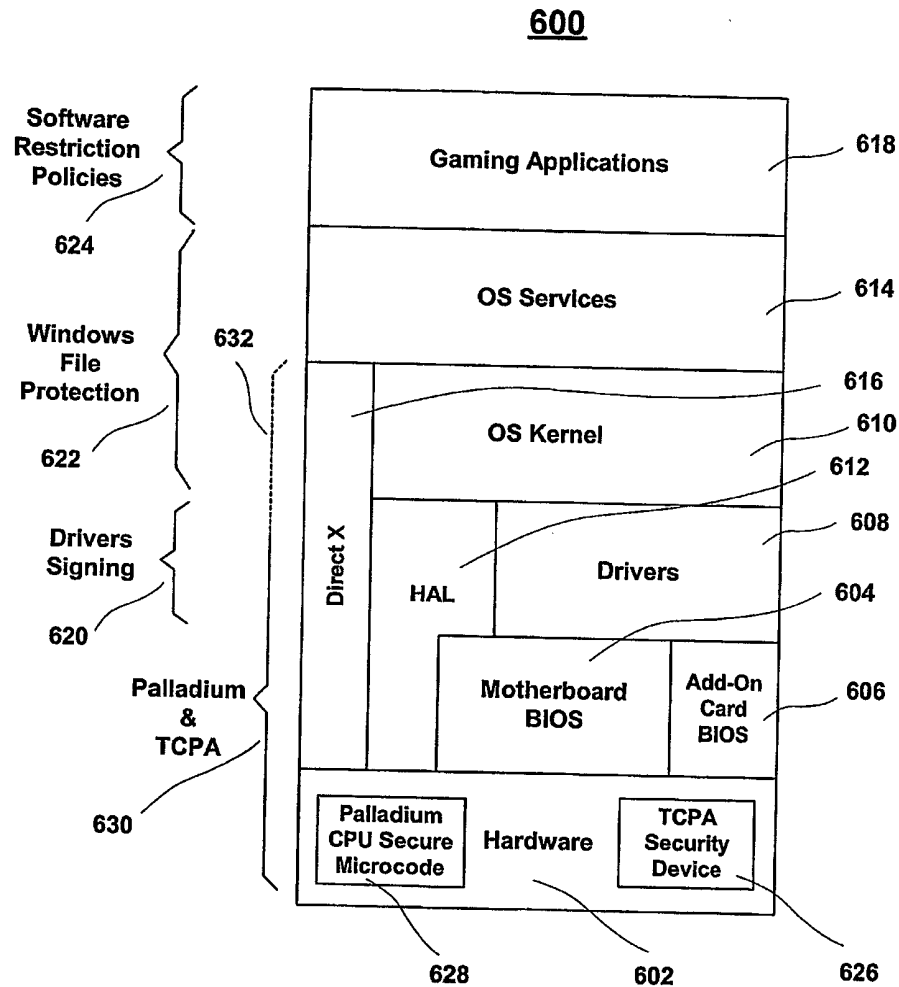 600
Software
Restriction
Policies
624
Gaming Applications
618
OS Services
614
Windows
File
Protection
622
632
616
OS Kernel
610
612
Drivers
Signing
620
Direct X
HAL
Drivers
608
604
Motherboard
BIOS
Add-On
Card
BIOS
606
Palladium
&
TCPA
630
Palladium
CPU Secure
Microcode
Hardware
TCPA
Security
Device
628
602
626